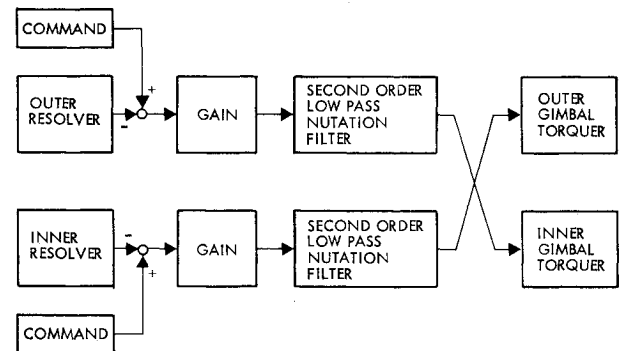 COMMAND
OUTER
RESOLVER
+
-
GAIN
SECOND ORDER
LOW PASS
NUTATION
FILTER
OUTER
GIMBAL
TORQUER
INNER
RESOLVER
-
+
GAIN
SECOND ORDER
LOW PASS
NUTATION
FILTER
INNER
GIMBAL
TORQUER
COMMAND